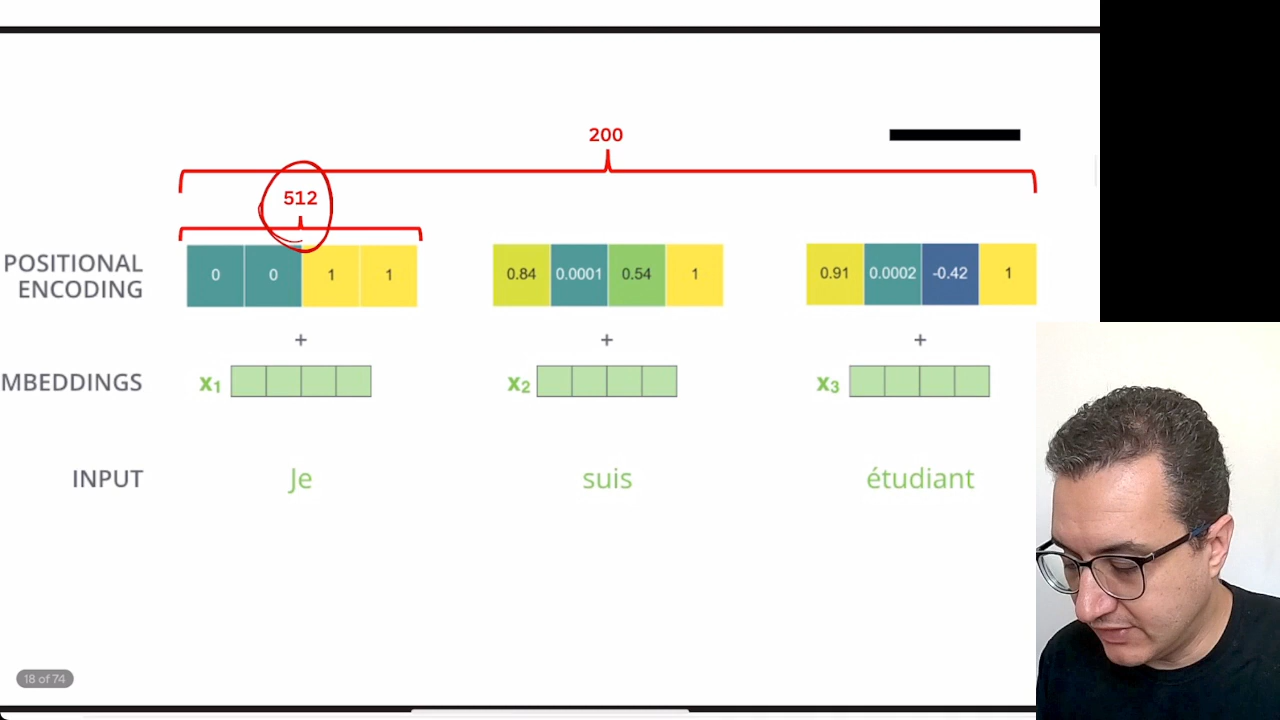 200
512
POSITIONAL
ENCODING
0 0 1 1
0.84 0.0001 0.54 1
0.91 0.0002 -0.42 1
+ + +
MBEDDINGS
x1
x2
x3
INPUT
Je
suis
étudiant
18 of 74